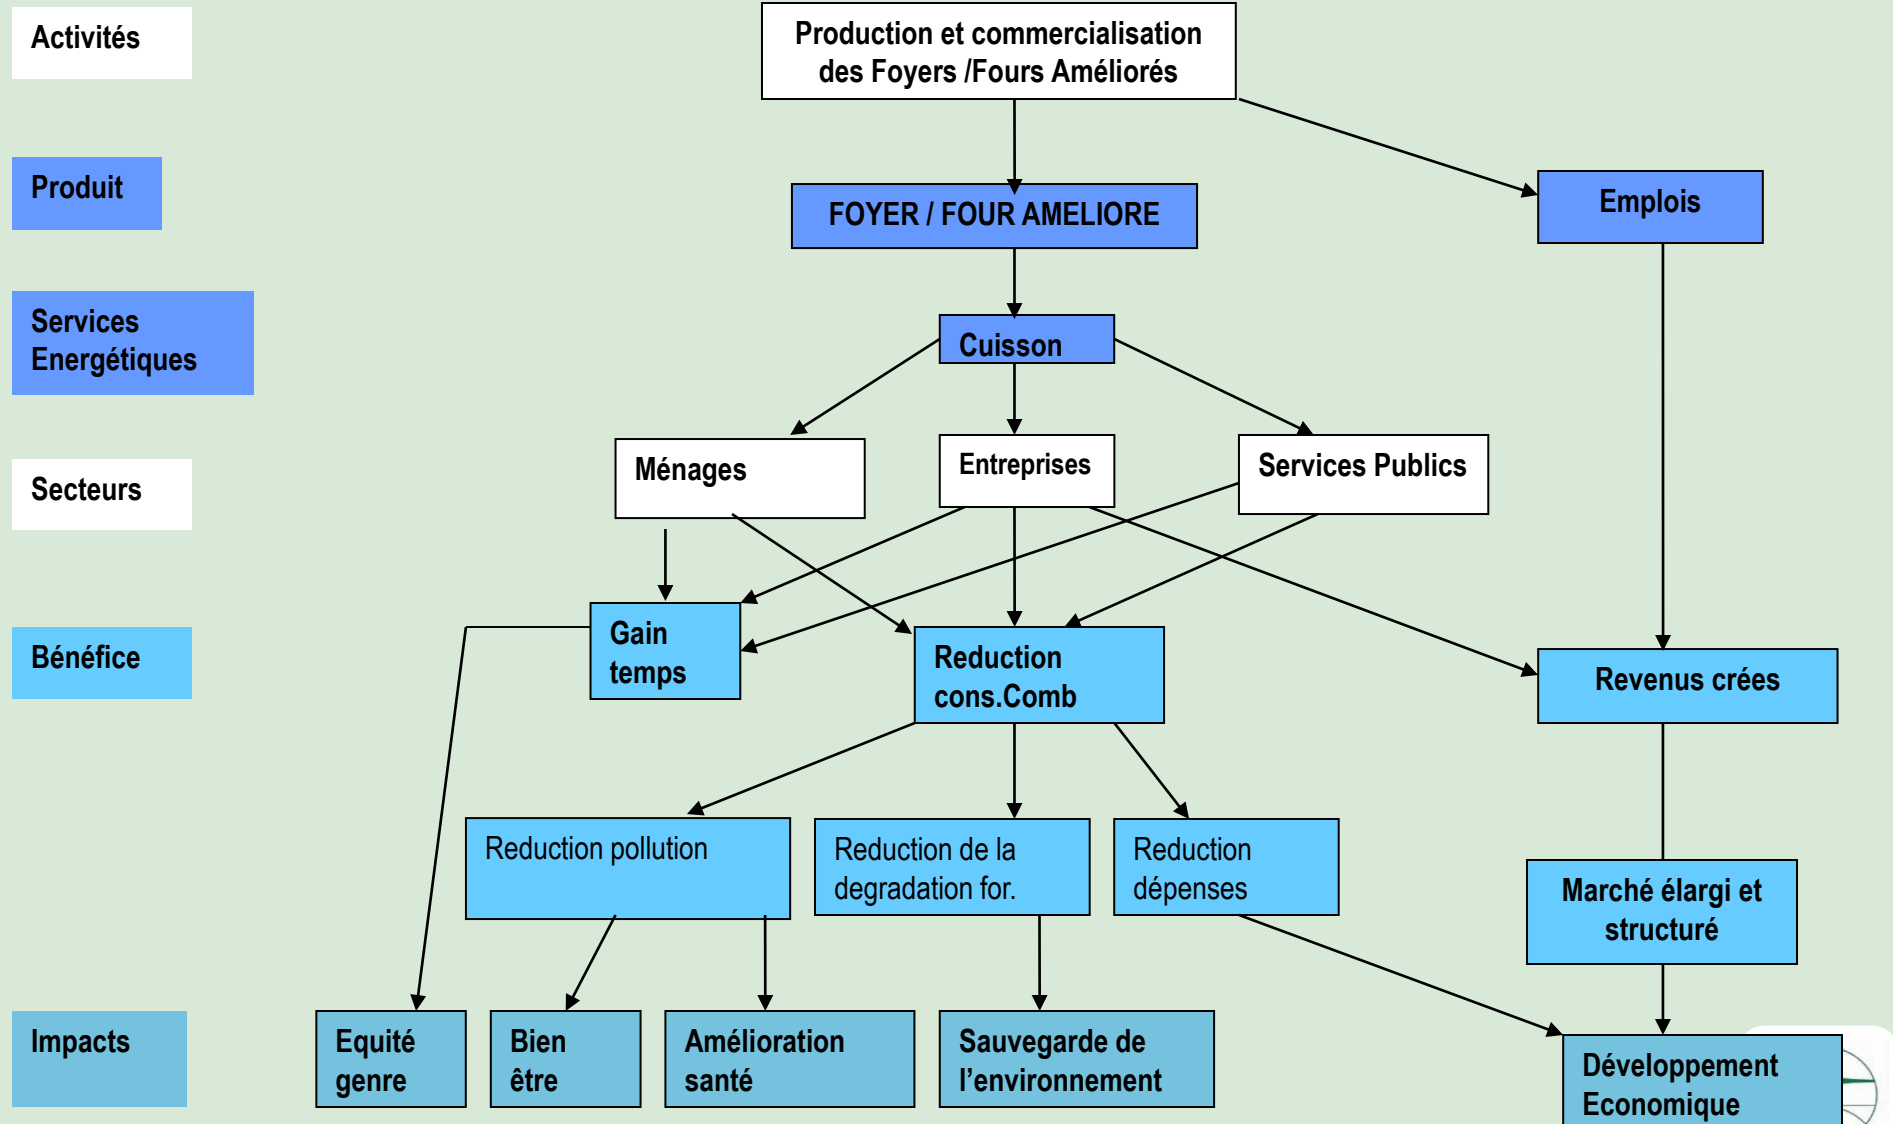 Activités
Production et commercialisation
des Foyers /Fours Améliorés
Produit
FOYER / FOUR AMELIORE
Emplois
Services
Energétiques
Cuisson
Secteurs
Ménages
Entreprises
Services Publics
Bénéfice
Gain
temps
Reduction
cons.Comb
Revenus crées
Reduction pollution
Reduction de la
degradation for.
Reduction
dépenses
Marché élargi et
structuré
Impacts
Equité
genre
Bien
être
Amélioration
santé
Sauvegarde de
l’environnement
Développement
Economique